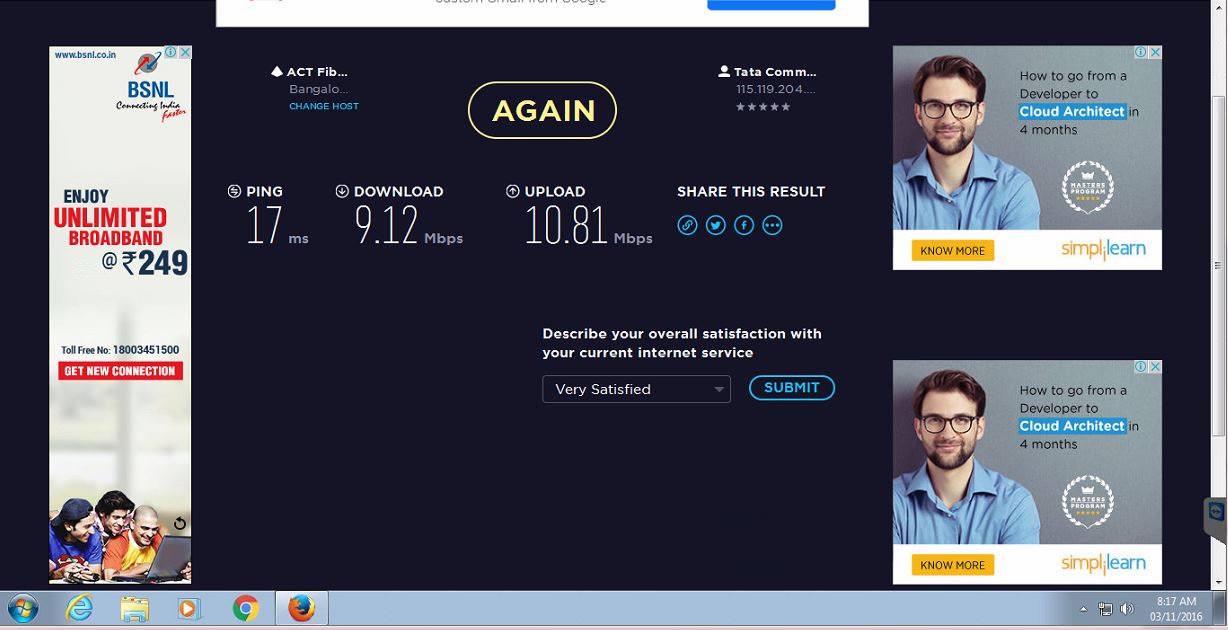 Custom Gmail from Google
www.bsnl.co.in
BSNL
Connecting India
faster
ENJOY
UNLIMITED
BROADBAND
@ ₹249
Toll Free No: 18003451500
GET NEW CONNECTION
ACT Fib...
Bangalo...
CHANGE HOST
AGAIN
Tata Comm...
115.119.204....
PING
17 ms
DOWNLOAD
9.12 Mbps
UPLOAD
10.81 Mbps
SHARE THIS RESULT
Describe your overall satisfaction with
your current internet service
Very Satisfied
SUBMIT
How to go from a
Developer to
Cloud Architect in
4 months
MASTERS
PROGRAM
KNOW MORE
simplilearn
How to go from a
Developer to
Cloud Architect in
4 months
MASTERS
PROGRAM
KNOW MORE
simplilearn
8:17 AM
03/11/2016